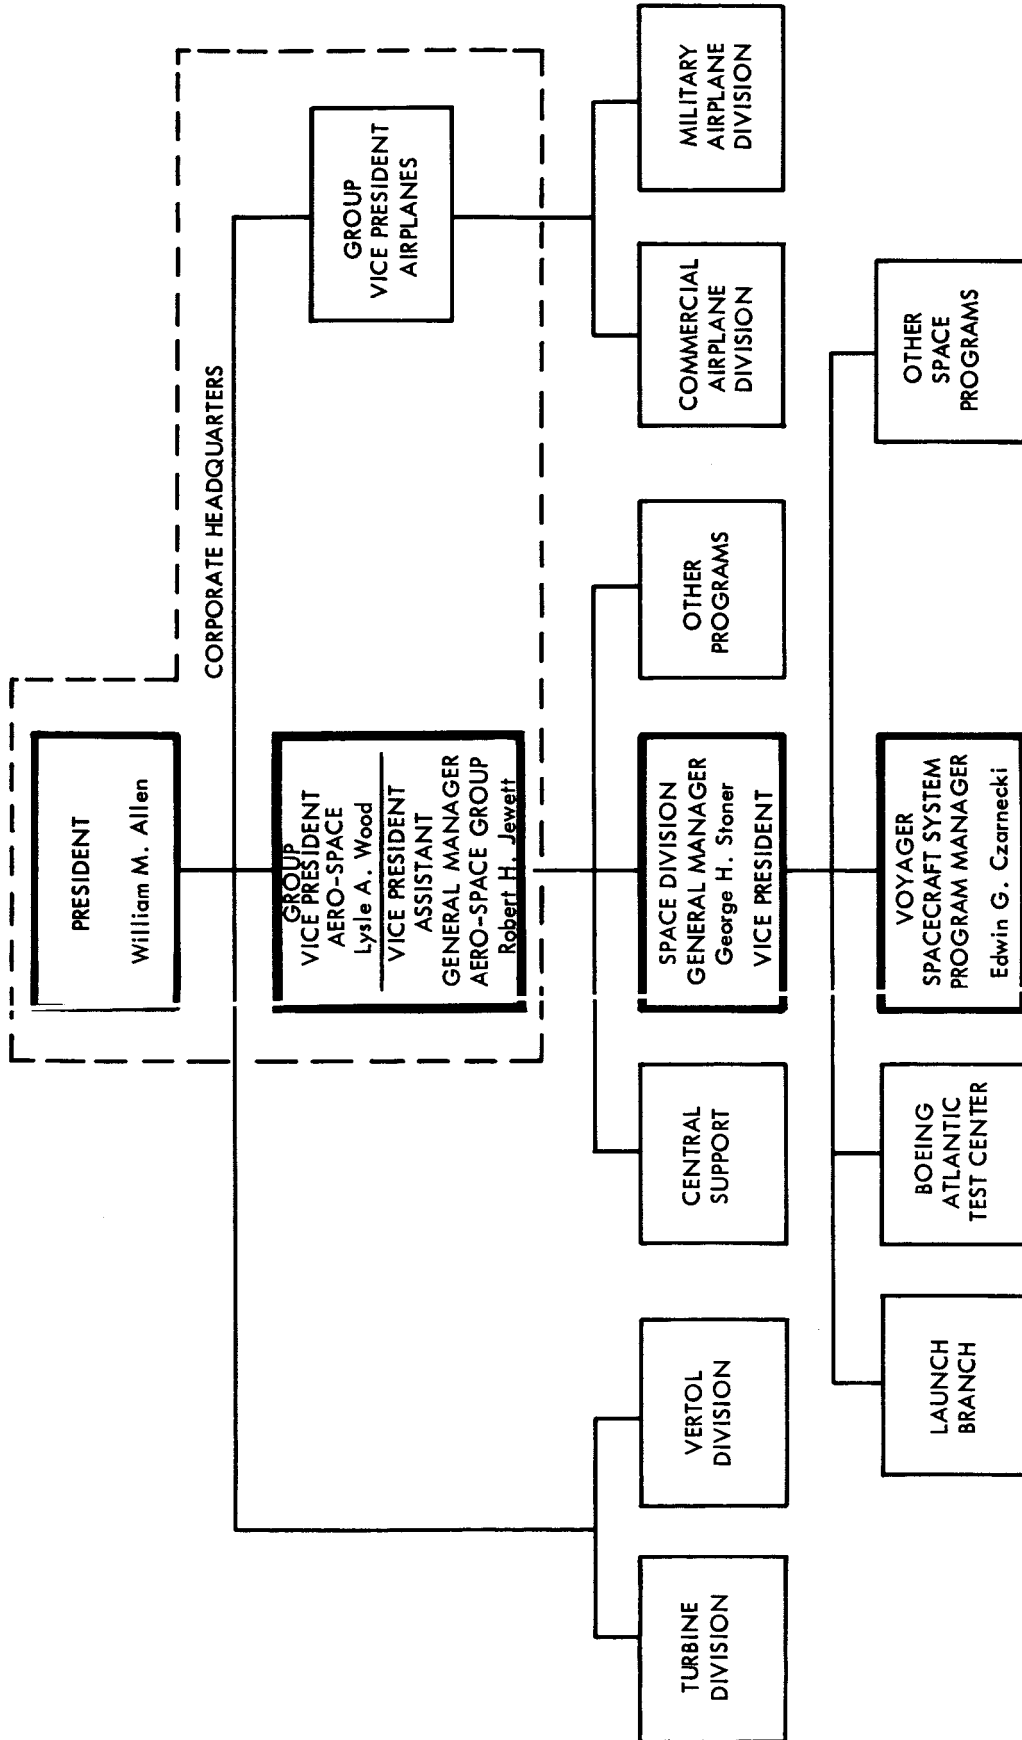 PRESIDENT
William M. Allen
CORPORATE HEADQUARTERS
GROUP
VICE PRESIDENT
AERO-SPACE
Lysle A. Wood
VICE PRESIDENT
ASSISTANT
GENERAL MANAGER
AERO-SPACE GROUP
Robert H. Jewett
GROUP
VICE PRESIDENT
AIRPLANES
TURBINE
DIVISION
VERTOL
DIVISION
CENTRAL
SUPPORT
SPACE DIVISION
GENERAL MANAGER
George H. Stoner
VICE PRESIDENT
OTHER
PROGRAMS
COMMERCIAL
AIRPLANE
DIVISION
MILITARY
AIRPLANE
DIVISION
LAUNCH
BRANCH
BOEING
ATLANTIC
TEST CENTER
VOYAGER
SPACECRAFT SYSTEM
PROGRAM MANAGER
Edwin G. Czarnecki
OTHER
SPACE
PROGRAMS